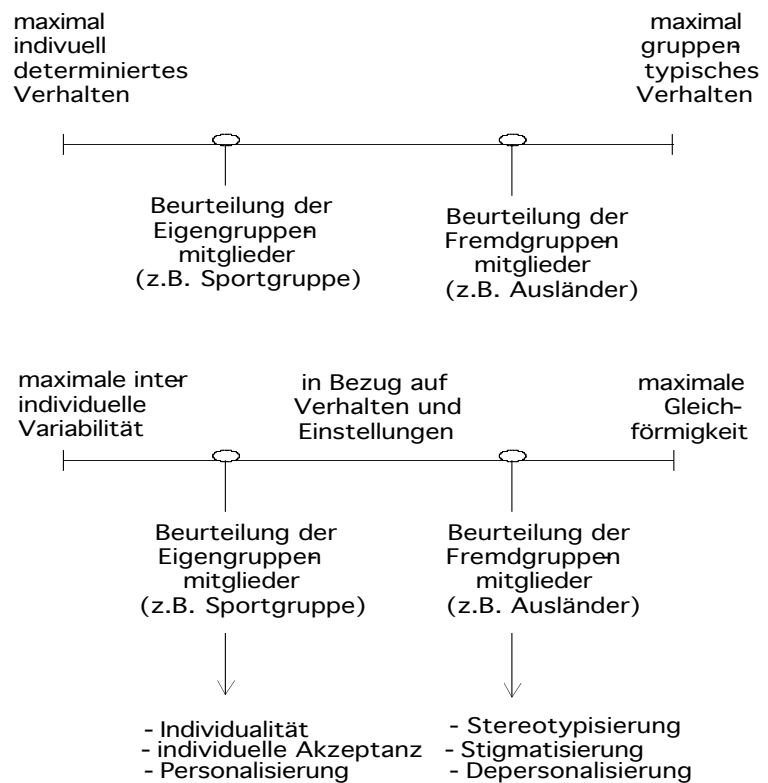 maximal
indivuell
determiniertes
Verhalten
maximal
gruppen-
typisches
Verhalten
Beurteilung der
Eigengruppen-
mitglieder
(z.B. Sportgruppe)
Beurteilung der
Fremdgruppen-
mitglieder
(z.B. Ausländer)
maximale inter-
individuelle
Variabilität
in Bezug auf
Verhalten und
Einstellungen
maximale
Gleich-
förmigkeit
Beurteilung der
Eigengruppen-
mitglieder
(z.B. Sportgruppe)
Beurteilung der
Fremdgruppen-
mitglieder
(z.B. Ausländer)
- Individualität
- individuelle Akzeptanz
- Personalisierung
- Stereotypisierung
- Stigmatisierung
- Depersonalisierung